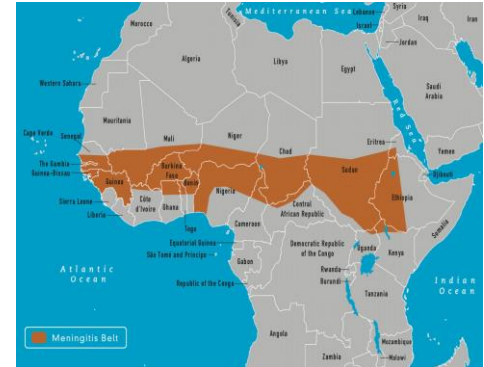 Mediterranean Sea
Syria
Lebanon
Israel
Iraq
Iran
Jordan
Tunisia
Morocco
Algeria
Libya
Egypt
Western Sahara
Saudi
Arabia
Red Sea
Mauritania
Mali
Niger
Chad
Sudan
Eritrea
Yemen
Capo Verde
Senegal
The Gambia
Guinea-Bissau
Guinea
Burkina
Faso
Benin
Nigeria
Djibouti
Ethiopia
Sierra Leone
Liberia
Côte
d'Ivoire
Ghana
Togo
Cameroon
Central
African Republic
Somalia
Equatorial Guinea
São Tomé and Príncipe
Gabon
Republic of the Congo
Democratic Republic
of the Congo
Uganda
Kenya
Rwanda
Burundi
Tanzania
Atlantic
Ocean
Indian
Ocean
Angola
Zambia
Mozambique
Malawi
Meningitis Belt